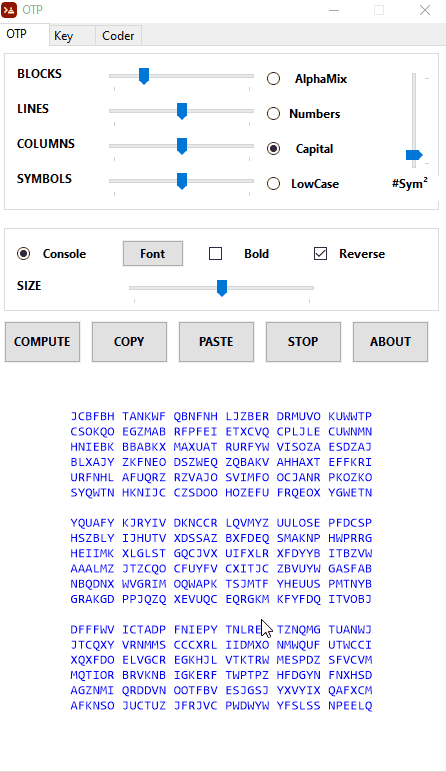 OTP
OTP Key Coder
BLOCKS AlphaMix
LINES Numbers
COLUMNS Capital
SYMBOLS LowCase #Sym²
Console Font Bold Reverse
SIZE
COMPUTE COPY PASTE STOP ABOUT
JCBFBH TANKWF QBNFNH LJZBER DRMUVO KUWWTP
CSOKQO EGZMAB RFPFEI ETXCVQ CPLJLE CUWNMN
HNIEBK BBABKX MAXUAT RURFYW VISOZA ESDZAJ
BLXAJY ZKFNEO DSZWEQ ZQBAKV AHHAXT EFFKRI
URFNHL AFUQRZ RZVAJO SVIMFO OCJANR PKOZKO
SYQWTN HKNIJC CZSDOO HOZEFU FRQEOX YGWETN
YQUAFY KJRYIV DKNCCR LQVMYZ UULOSE PFDCSP
HSZBLY IJHUTV XDSSAZ BXFDEQ SMAKNP HWPRRG
HEIIMK XLGLST GQCJVX UIFXLR XFDYYB ITBZVW
AAALMZ JTZCQO CFUYFV CXITJC ZBVUYW GASFAB
NBQDNX WVGRIM OQWAPK TSJMTF YHEUUS PMTNYB
GRAKGD PPJQZQ XEVUQC EQRGKM KFYFDQ ITVOBJ
DFFFWV ICTADP FNIEPY TZNQMG TUANWJ
JTCQXY VRNMMS CCCXRL IIDMXO NMWQUF UTWCCI
XQXFDO ELVGCR EGKHJL VTKTRW MESPDZ SFVCVM
MQTIOR BRVKNB IGKERF TWPTPZ HFDGYN FNXHSD
AGZNMI QRDDVN OOTFBV ESJGSJ YXVYIX QAFXCM
AFKNSO JUCTUZ JFRJVC PWDWYW YFSLSS NPEELQ